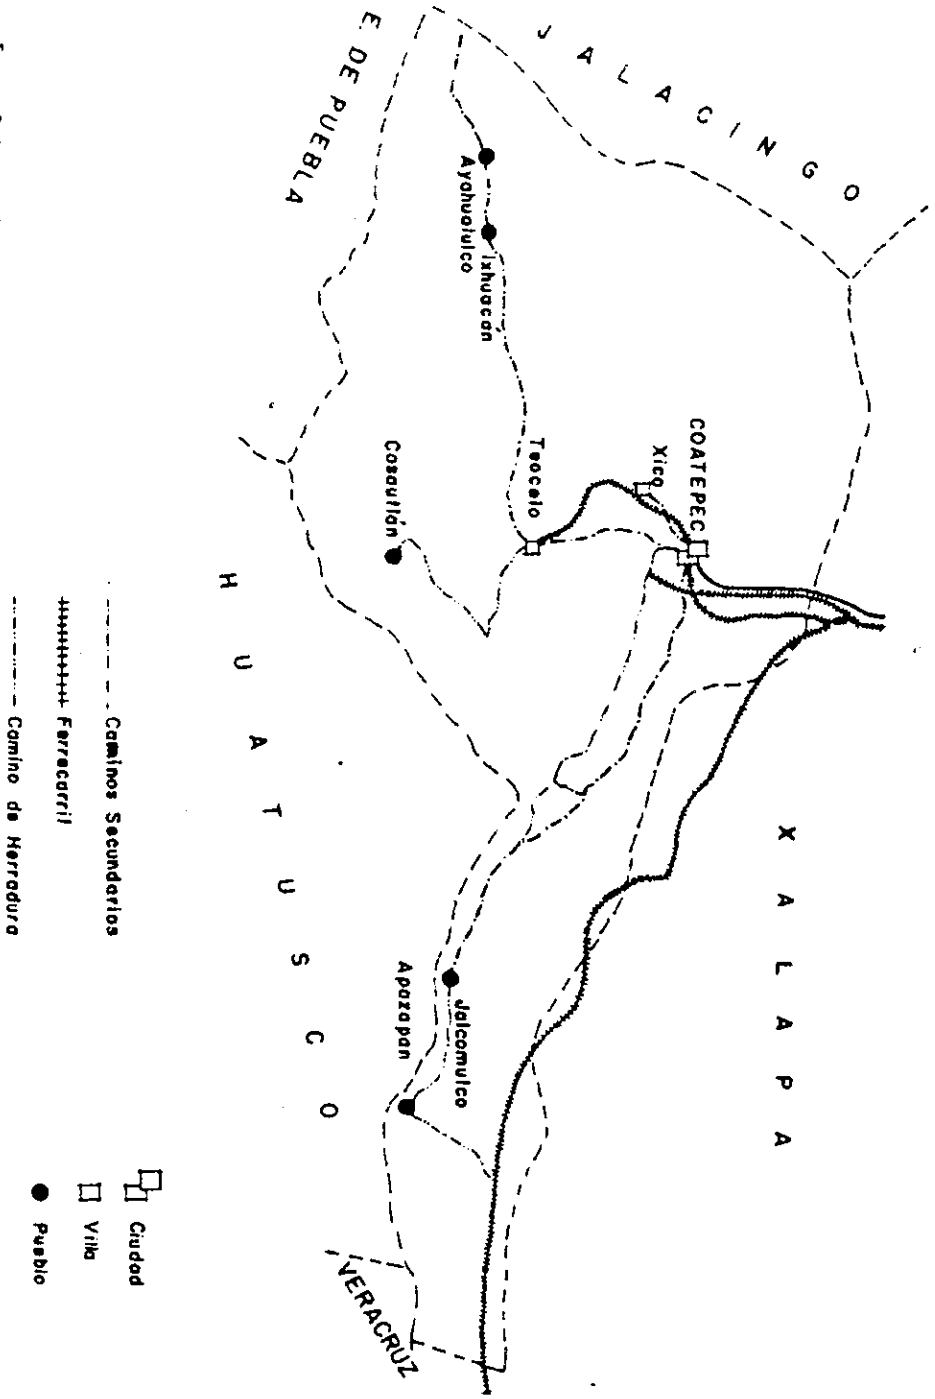 JALACINGO
E. DE PUEBLA
Ayahualulco
Ixhuacan
COATEPEC
Xico
Teocelo
Cosautlán
XALAPA
HUATUSCO
Jalcomulco
Apazapan
VERACRUZ
Caminos Secundarios
Ferrocarril
Camino de Herradura
Ciudad
Villa
Pueblo